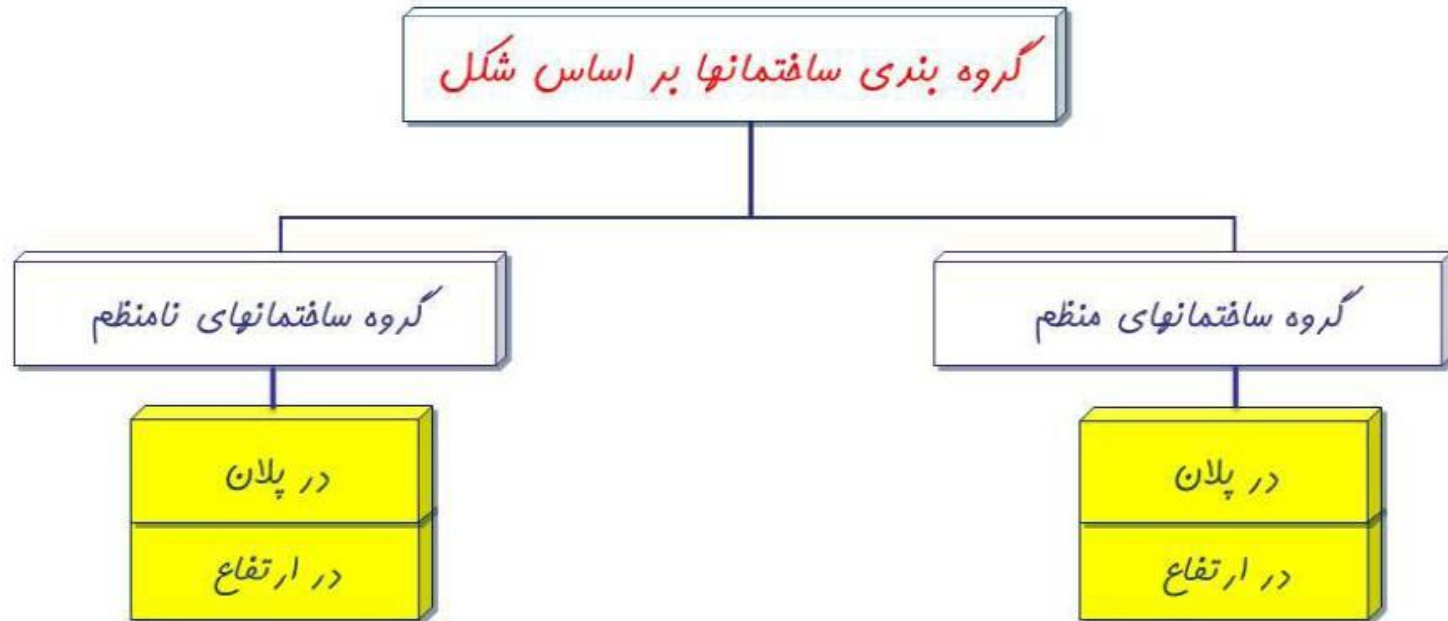 گروه بندی ساختمانها بر اساس شکل
گروه ساختمانهای منظم
گروه ساختمانهای نامنظم
در پلان
در ارتفاع
در پلان
در ارتفاع